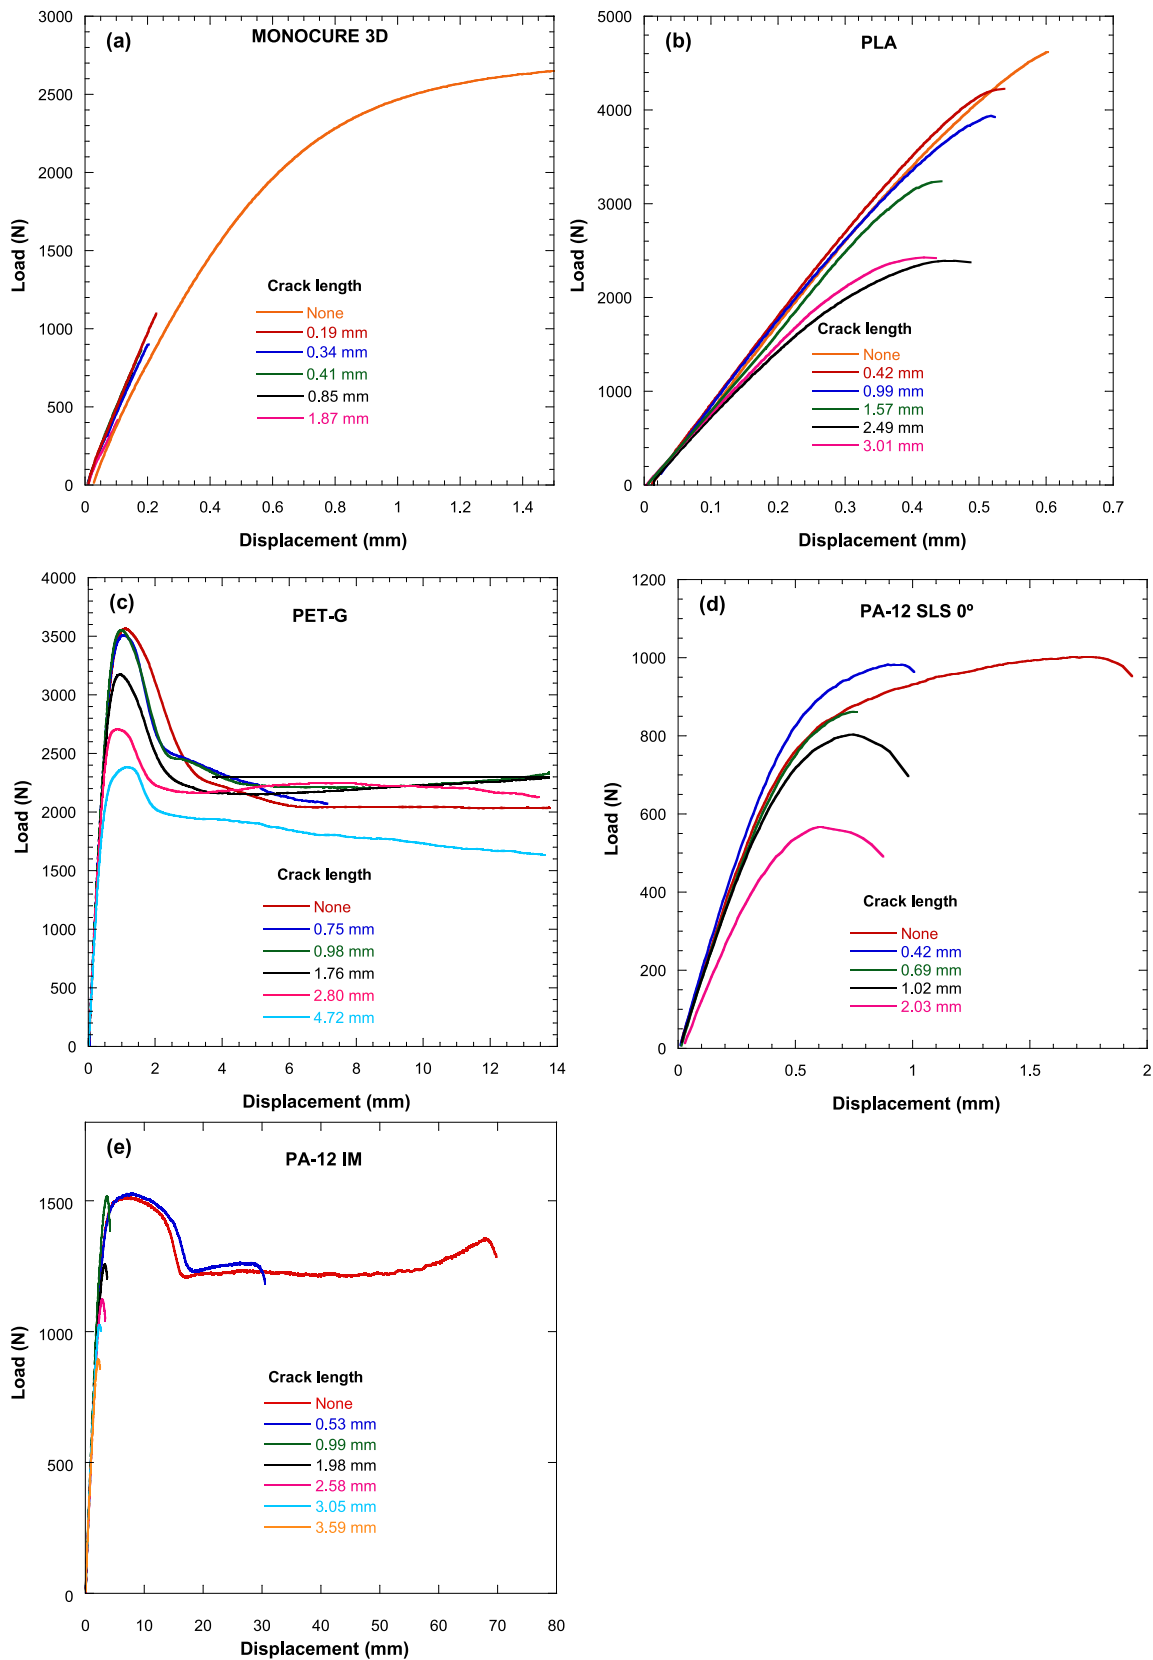 (a)
MONOCURE 3D
3000
2500
2000
1500
1000
500
0
Load (N)
Crack length
None
0.19 mm
0.34 mm
0.41 mm
0.85 mm
1.87 mm
0 0.2 0.4 0.6 0.8 1 1.2 1.4
Displacement (mm)
(b)
PLA
5000
4000
3000
2000
1000
0
Load (N)
Crack length
None
0.42 mm
0.99 mm
1.57 mm
2.49 mm
3.01 mm
0 0.1 0.2 0.3 0.4 0.5 0.6 0.7
Displacement (mm)
(c)
PET-G
4000
3500
3000
2500
2000
1500
1000
500
0
Load (N)
Crack length
None
0.75 mm
0.98 mm
1.76 mm
2.80 mm
4.72 mm
0 2 4 6 8 10 12 14
Displacement (mm)
(d)
PA-12 SLS 0º
1200
1000
800
600
400
200
0
Load (N)
Crack length
None
0.42 mm
0.69 mm
1.02 mm
2.03 mm
0 0.5 1 1.5 2
Displacement (mm)
(e)
PA-12 IM
1500
1000
500
0
Load (N)
Crack length
None
0.53 mm
0.99 mm
1.98 mm
2.58 mm
3.05 mm
3.59 mm
0 10 20 30 40 50 60 70 80
Displacement (mm)